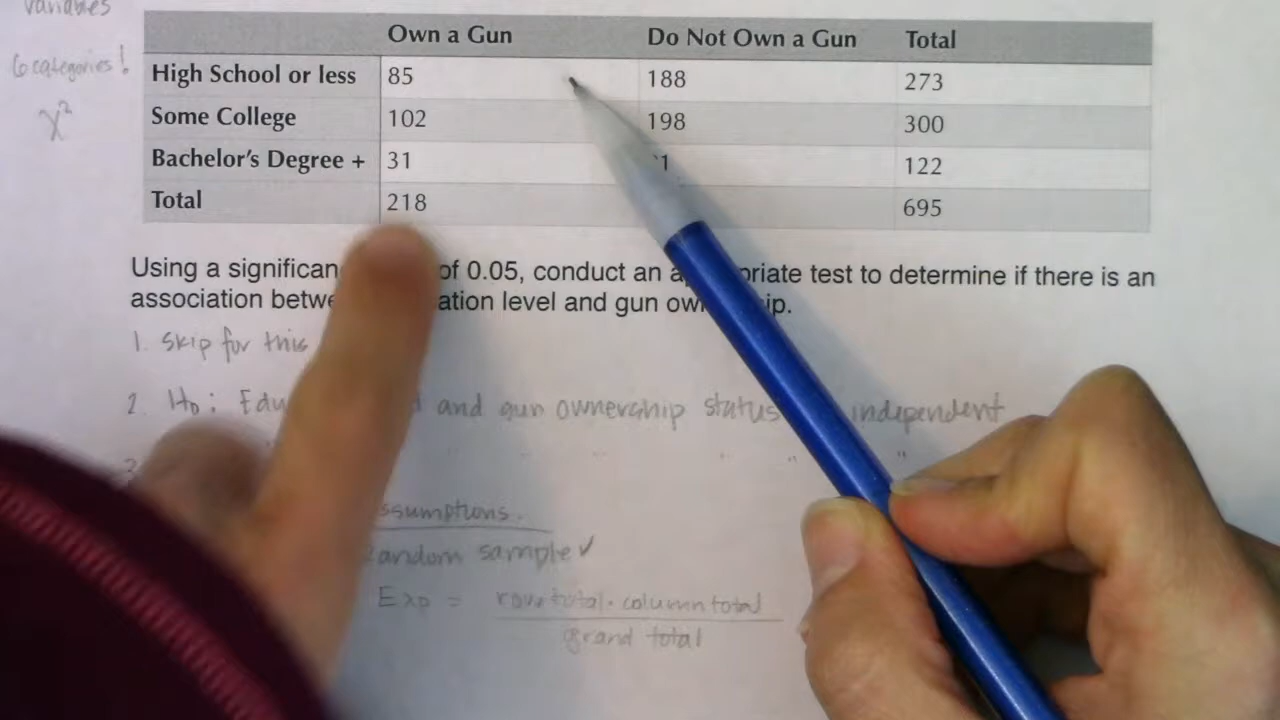 variables
6 categories!
χ²
Own a Gun Do Not Own a Gun Total
High School or less 85 188 273
Some College 102 198 300
Bachelor's Degree + 31 122
Total 218 695
Using a significan of 0.05, conduct an a priate test to determine if there is an
association betwe ation level and gun own ip.
1. Skip for this
2. H₀: Edu and gun ownership status independent
ssumptions.
Random sample ✓
Exp = row total · column total
grand total